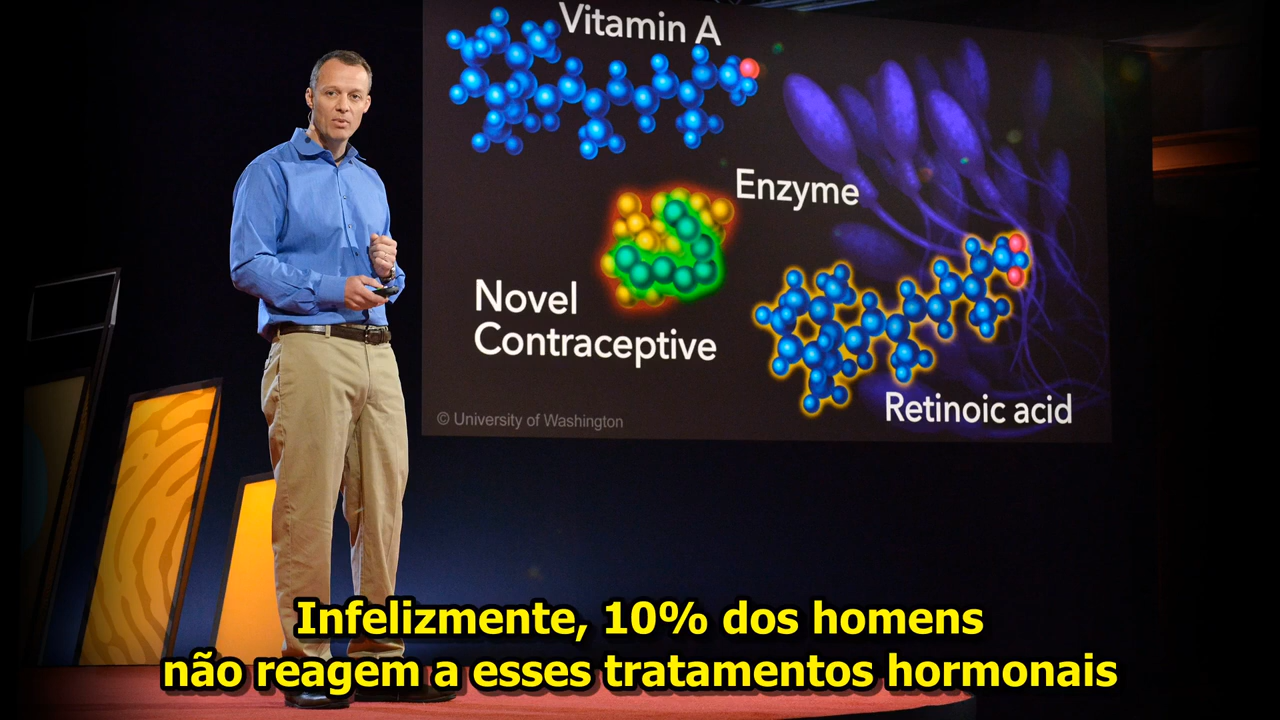 Vitamin A
Enzyme
Novel
Contraceptive
Retinoic acid
© University of Washington
Infelizmente, 10% dos homens
não reagem a esses tratamentos hormonais